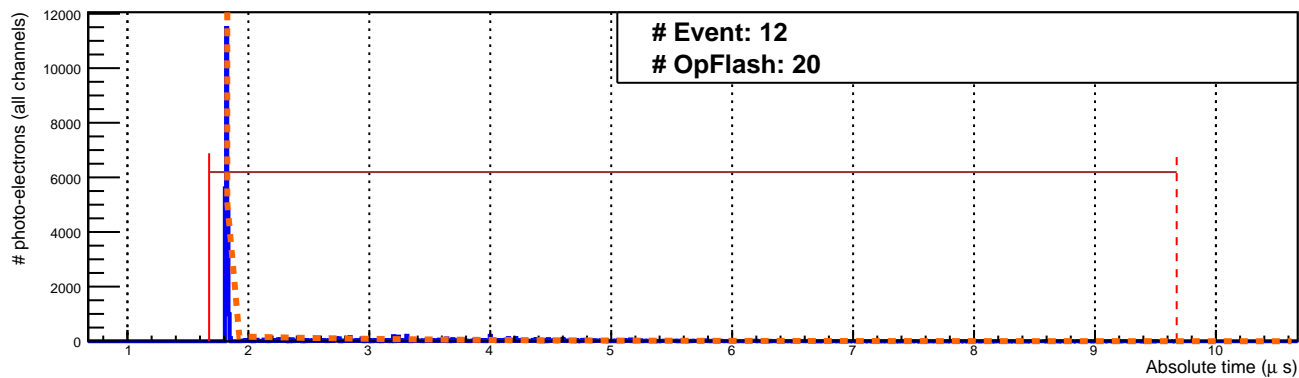 # Event: 12
# OpFlash: 20
# photo-electrons (all channels)
12000
10000
8000
6000
4000
2000
0
1 2 3 4 5 6 7 8 9 10
Absolute time (μ s)